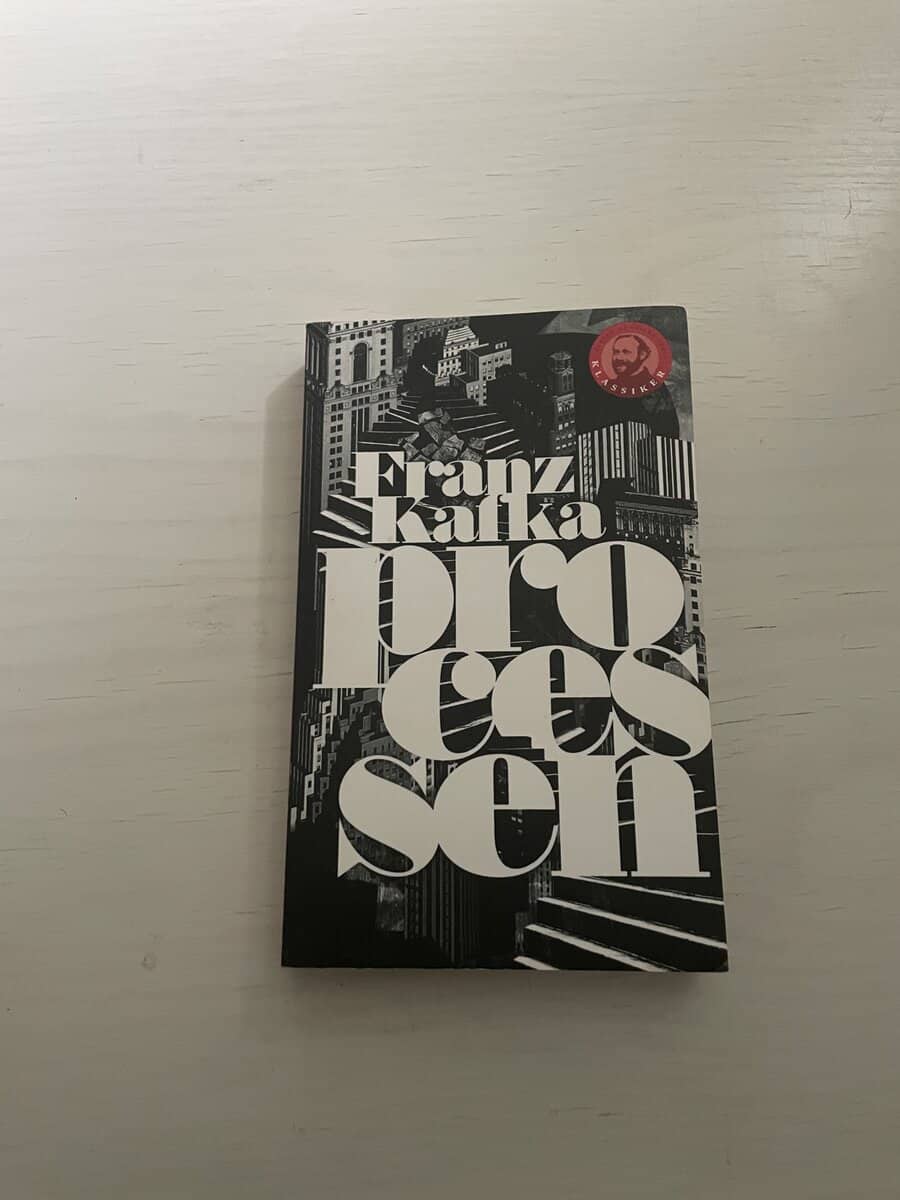 Franz
Kafka
pro
ces
sen
KLASSIKER